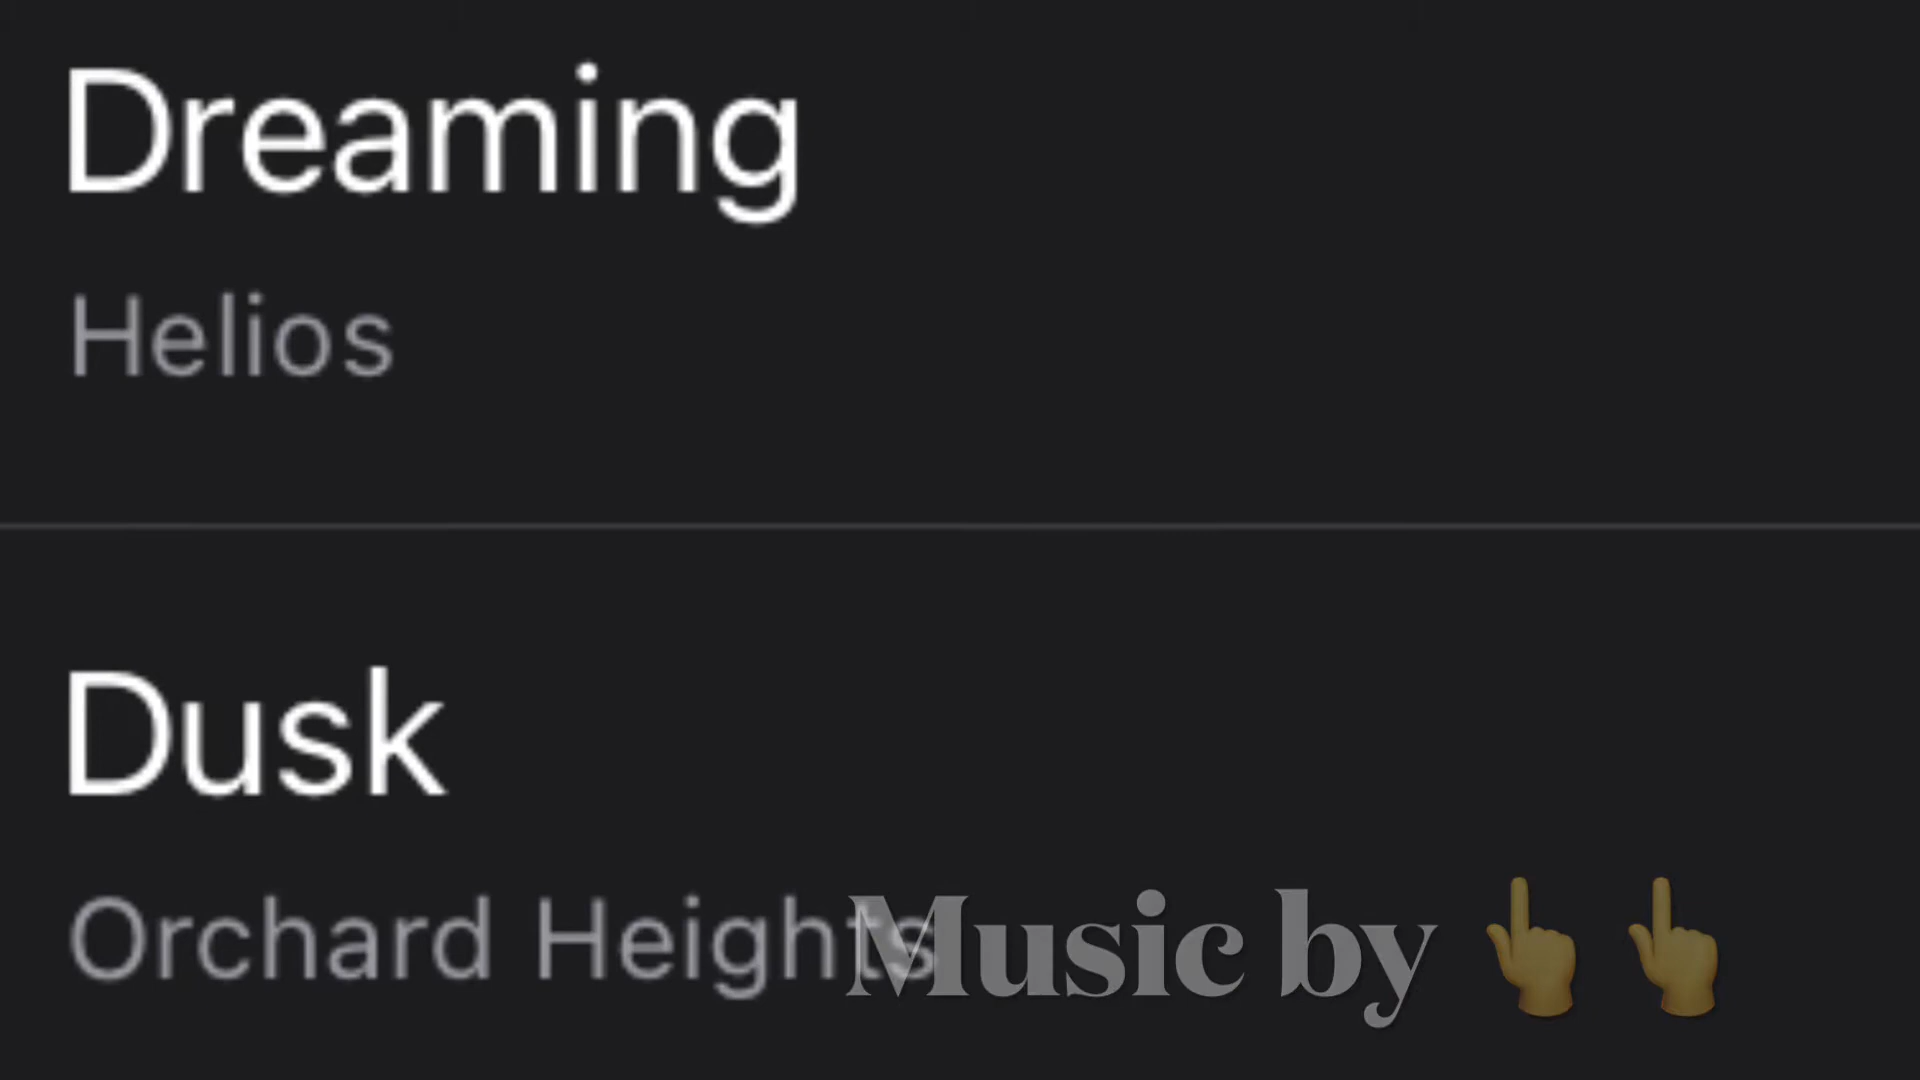 Dreaming
Helios
Dusk
Orchard Heights
Music by 👆 👆